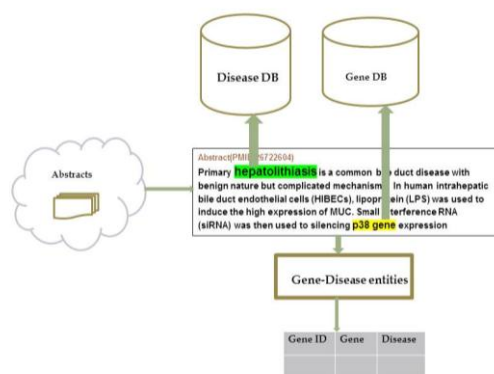 Disease DB
Gene DB
Abstracts
Abstract(PMID:26722604)
Primary hepatolithiasis is a common bile duct disease with
benign nature but complicated mechanisms In human intrahepatic
bile duct endothelial cells (HIBECs), lipoprotein (LPS) was used to
induce the high expression of MUC. Small interference RNA
(siRNA) was then used to silencing p38 gene expression
Gene-Disease entities
Gene ID Gene Disease